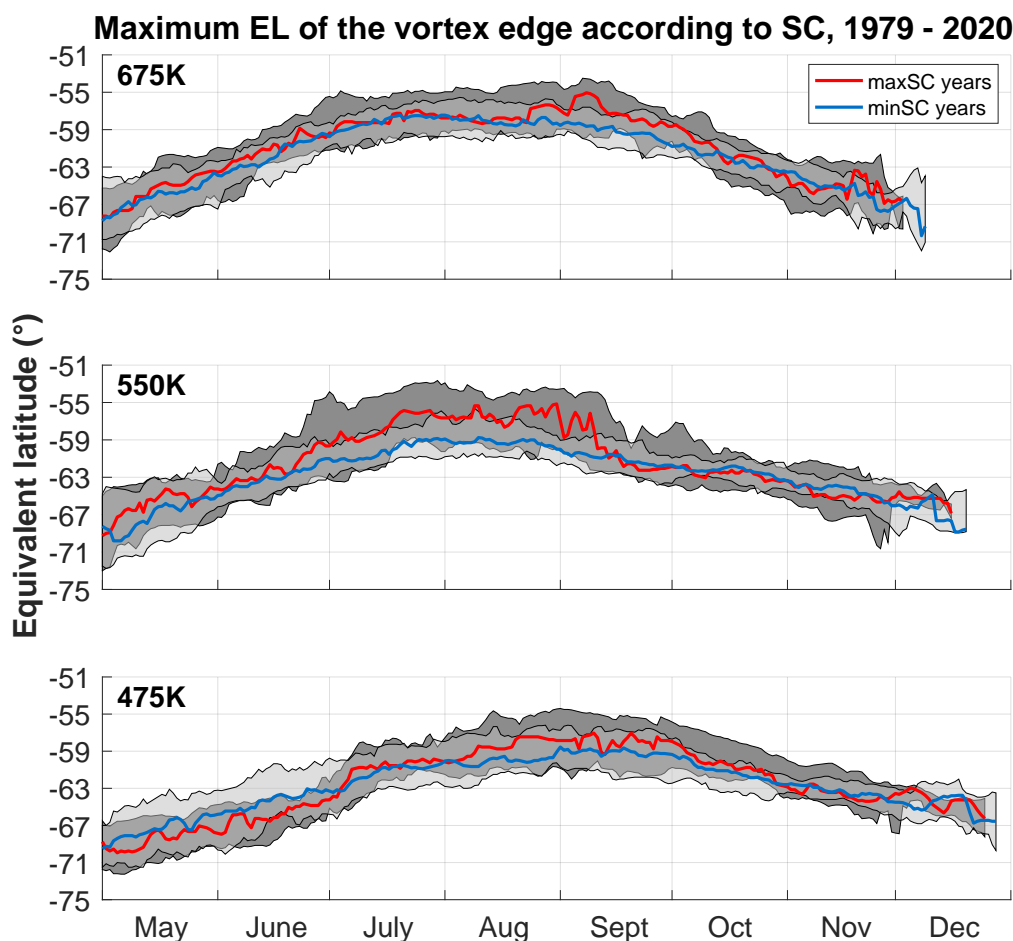 Maximum EL of the vortex edge according to SC, 1979 - 2020
-51
-55
-59
-63
-67
-71
-75
675K
maxSC years
minSC years
Equivalent latitude (°)
-51
-55
-59
-63
-67
-71
-75
550K
-51
-55
-59
-63
-67
-71
-75
475K
May June July Aug Sept Oct Nov Dec